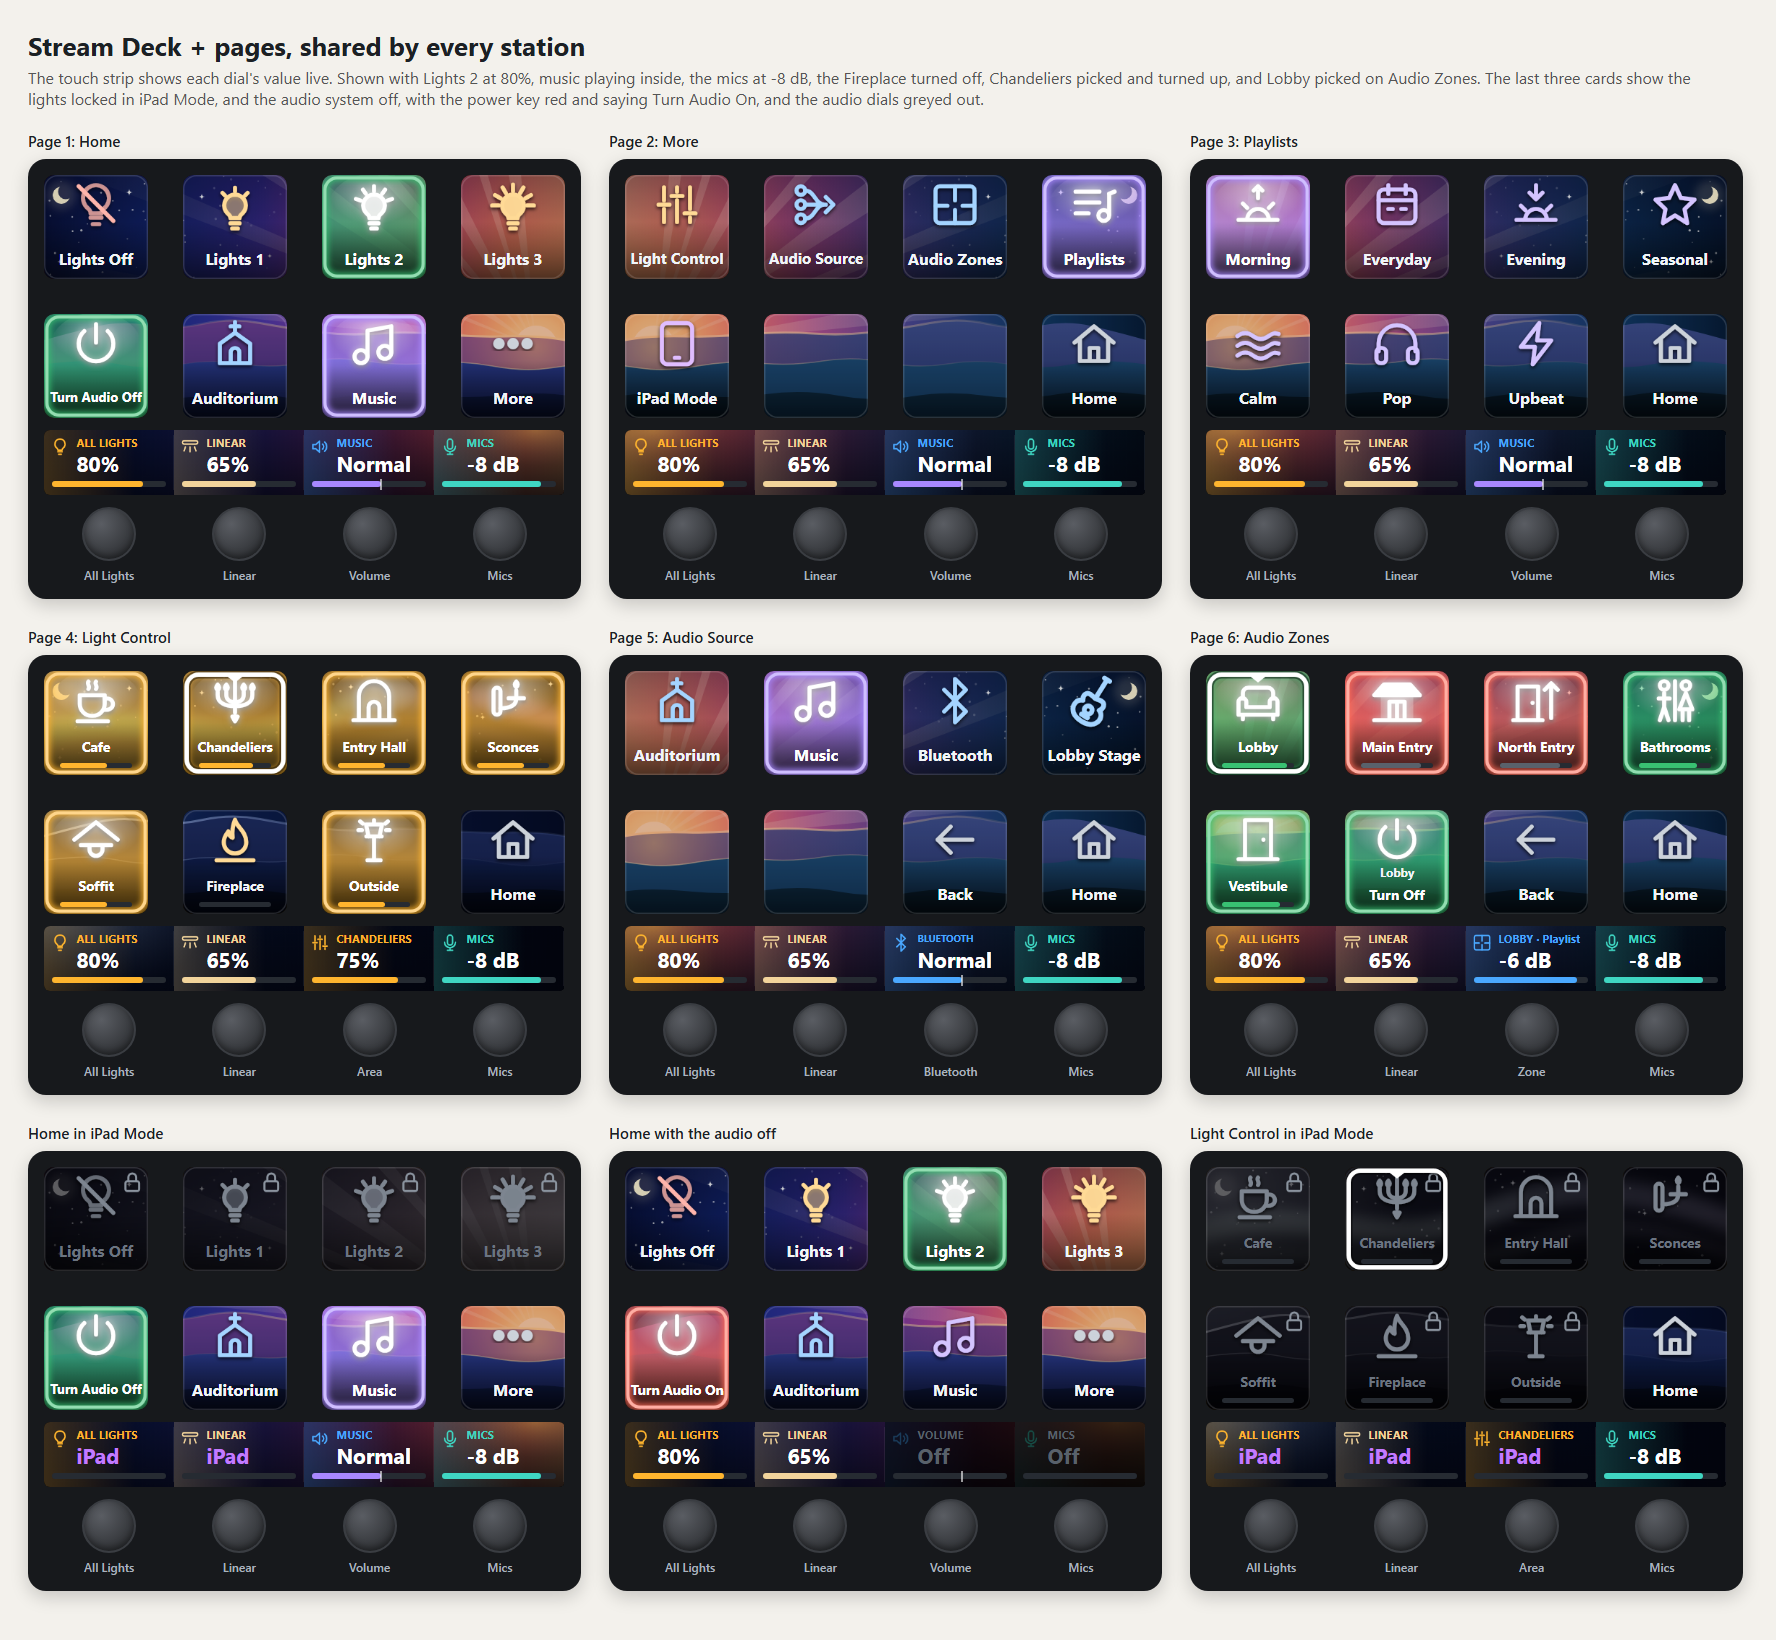 Stream Deck + pages, shared by every station
The touch strip shows each dial's value live. Shown with Lights 2 at 80%, music playing inside, the mics at -8 dB, the Fireplace turned off, Chandeliers picked and turned up, and Lobby picked on Audio Zones. The last three cards show the
lights locked in iPad Mode, and the audio system off, with the power key red and saying Turn Audio On, and the audio dials greyed out.
Page 1: Home
Lights Off Lights 1 Lights 2 Lights 3
Turn Audio Off Auditorium Music More
ALL LIGHTS LINEAR MUSIC MICS
80% 65% Normal -8 dB
All Lights Linear Volume Mics
Page 2: More
Light Control Audio Source Audio Zones Playlists
iPad Mode Home
ALL LIGHTS LINEAR MUSIC MICS
80% 65% Normal -8 dB
All Lights Linear Volume Mics
Page 3: Playlists
Morning Everyday Evening Seasonal
Calm Pop Upbeat Home
ALL LIGHTS LINEAR MUSIC MICS
80% 65% Normal -8 dB
All Lights Linear Volume Mics
Page 4: Light Control
Cafe Chandeliers Entry Hall Sconces
Soffit Fireplace Outside Home
ALL LIGHTS LINEAR CHANDELIERS MICS
80% 65% 75% -8 dB
All Lights Linear Area Mics
Page 5: Audio Source
Auditorium Music Bluetooth Lobby Stage
Back Home
ALL LIGHTS LINEAR BLUETOOTH MICS
80% 65% Normal -8 dB
All Lights Linear Bluetooth Mics
Page 6: Audio Zones
Lobby Main Entry North Entry Bathrooms
Lobby
Vestibule Turn Off Back Home
ALL LIGHTS LINEAR LOBBY · Playlist MICS
80% 65% -6 dB -8 dB
All Lights Linear Zone Mics
Home in iPad Mode
Lights Off Lights 1 Lights 2 Lights 3
Turn Audio Off Auditorium Music More
ALL LIGHTS LINEAR MUSIC MICS
iPad iPad Normal -8 dB
All Lights Linear Volume Mics
Home with the audio off
Lights Off Lights 1 Lights 2 Lights 3
Turn Audio On Auditorium Music More
ALL LIGHTS LINEAR VOLUME MICS
80% 65% Off Off
All Lights Linear Volume Mics
Light Control in iPad Mode
Cafe Chandeliers Entry Hall Sconces
Soffit Fireplace Outside Home
ALL LIGHTS LINEAR CHANDELIERS MICS
iPad iPad iPad -8 dB
All Lights Linear Area Mics